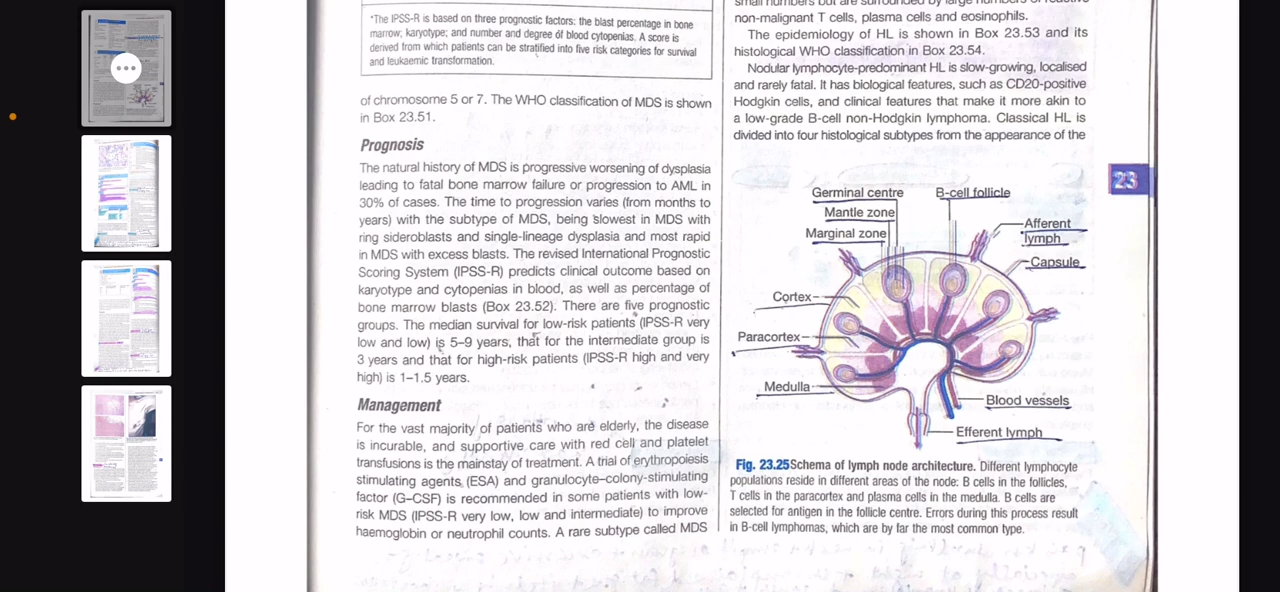 *The IPSS-R is based on three prognostic factors: the blast percentage in bone
marrow; karyotype; and number and degree of blood cytopenias. A score is
derived from which patients can be stratified into five risk categories for survival
and leukaemic transformation.
of chromosome 5 or 7. The WHO classification of MDS is shown
in Box 23.51.
Prognosis
The natural history of MDS is progressive worsening of dysplasia
leading to fatal bone marrow failure or progression to AML in
30% of cases. The time to progression varies (from months to
years) with the subtype of MDS, being slowest in MDS with
ring sideroblasts and single-lineage dysplasia and most rapid
in MDS with excess blasts. The revised International Prognostic
Scoring System (IPSS-R) predicts clinical outcome based on
karyotype and cytopenias in blood, as well as percentage of
bone marrow blasts (Box 23.52). There are five prognostic
groups. The median survival for low-risk patients (IPSS-R very
low and low) is 5–9 years, that for the intermediate group is
3 years and that for high-risk patients (IPSS-R high and very
high) is 1–1.5 years.
Management
For the vast majority of patients who are elderly, the disease
is incurable, and supportive care with red cell and platelet
transfusions is the mainstay of treatment. A trial of erythropoiesis
stimulating agents (ESA) and granulocyte–colony-stimulating
factor (G-CSF) is recommended in some patients with low-
risk MDS (IPSS-R very low, low and intermediate) to improve
haemoglobin or neutrophil counts. A rare subtype called MDS
small numbers but are surrounded by large numbers of reactive
non-malignant T cells, plasma cells and eosinophils.
The epidemiology of HL is shown in Box 23.53 and its
histological WHO classification in Box 23.54.
Nodular lymphocyte-predominant HL is slow-growing, localised
and rarely fatal. It has biological features, such as CD20-positive
Hodgkin cells, and clinical features that make it more akin to
a low-grade B-cell non-Hodgkin lymphoma. Classical HL is
divided into four histological subtypes from the appearance of the
23
Germinal centre
B-cell follicle
Mantle zone
Marginal zone
Afferent
lymph
Capsule
Cortex
Paracortex
Medulla
Blood vessels
Efferent lymph
Fig. 23.25 Schema of lymph node architecture. Different lymphocyte
populations reside in different areas of the node: B cells in the follicles,
T cells in the paracortex and plasma cells in the medulla. B cells are
selected for antigen in the follicle centre. Errors during this process result
in B-cell lymphomas, which are by far the most common type.